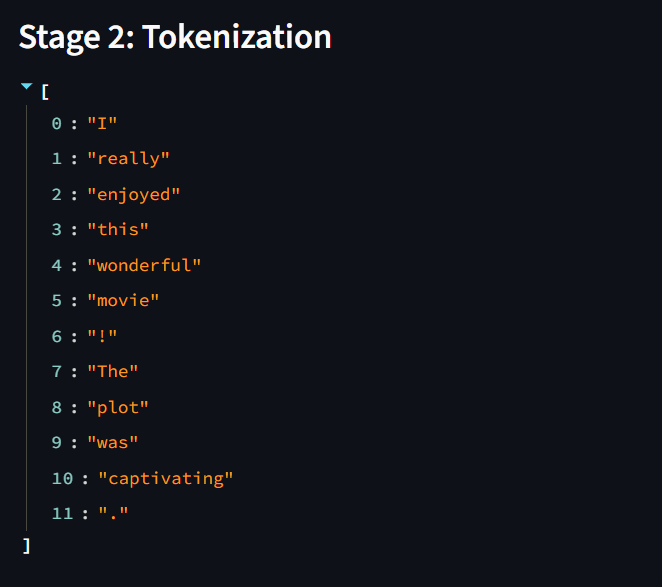 Stage 2: Tokenization
[
0 : "I"
1 : "really"
2 : "enjoyed"
3 : "this"
4 : "wonderful"
5 : "movie"
6 : "!"
7 : "The"
8 : "plot"
9 : "was"
10 : "captivating"
11 : "."
]